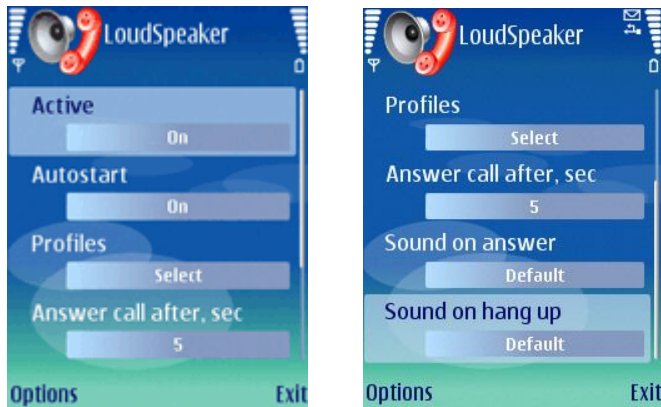 LoudSpeaker
Active
On
Autostart
On
Profiles
Select
Answer call after, sec
5
Options Exit
LoudSpeaker
Profiles
Select
Answer call after, sec
5
Sound on answer
Default
Sound on hang up
Default
Options Exit